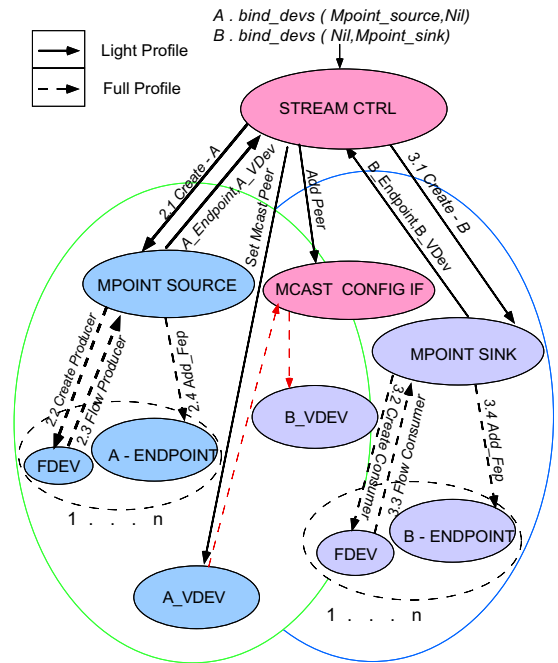 A . bind_devs ( Mpoint_source,Nil)
B . bind_devs ( Nil,Mpoint_sink)
Light Profile
Full Profile
STREAM CTRL
2.1 Create - A
A_Endpoint,A_VDev
Set Mcast Peer
Add Peer
B_Endpoint,B_VDev
3.1 Create - B
MPOINT SOURCE
MCAST CONFIG IF
MPOINT SINK
2.2 Create Producer
2.3 Flow Producer
2.4 Add_Fep
3.2 Create Consumer
3.3 Flow Consumer
3.4 Add_Fep
B_VDEV
FDEV
A - ENDPOINT
1 . . . n
FDEV
B - ENDPOINT
A_VDEV
1 . . . n